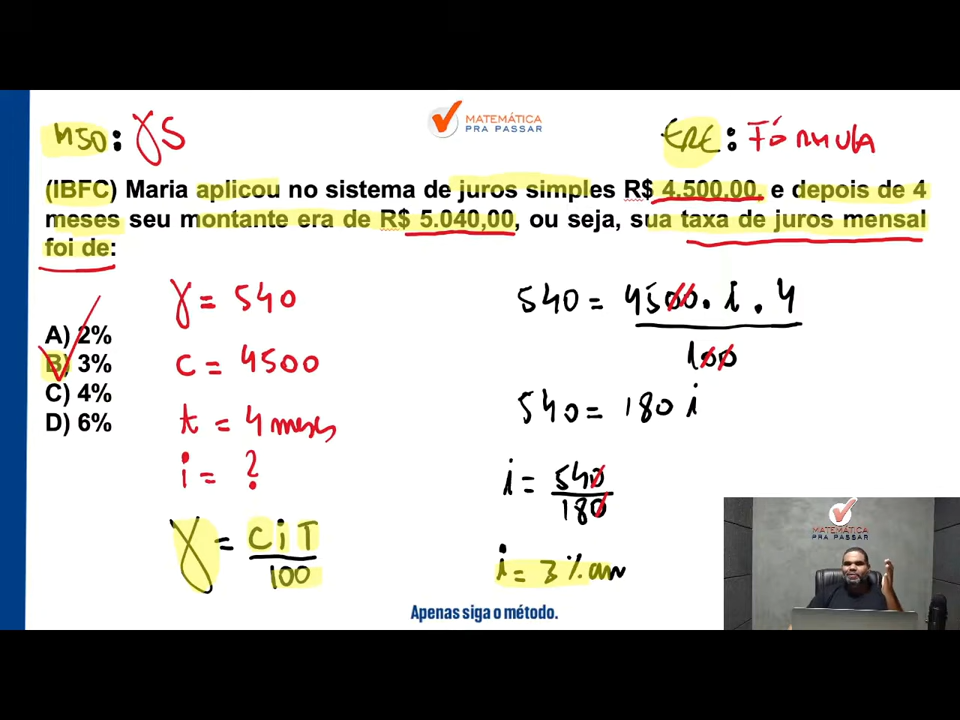 MSO: JS
MATEMÁTICA
PRA PASSAR
ERE: FÓRMULA
(IBFC) Maria aplicou no sistema de juros simples R$ 4.500,00, e depois de 4
meses seu montante era de R$ 5.040,00, ou seja, sua taxa de juros mensal
foi de:
A) 2%
B) 3%
C) 4%
D) 6%
J = 540
C = 4500
t = 4 meses
i = ?
J = CiT
100
540 = 4500 . i . 4
100
540 = 180 i
i = 540
180
i = 3 % am
MATEMÁTICA
PRA PASSAR
Apenas siga o método.